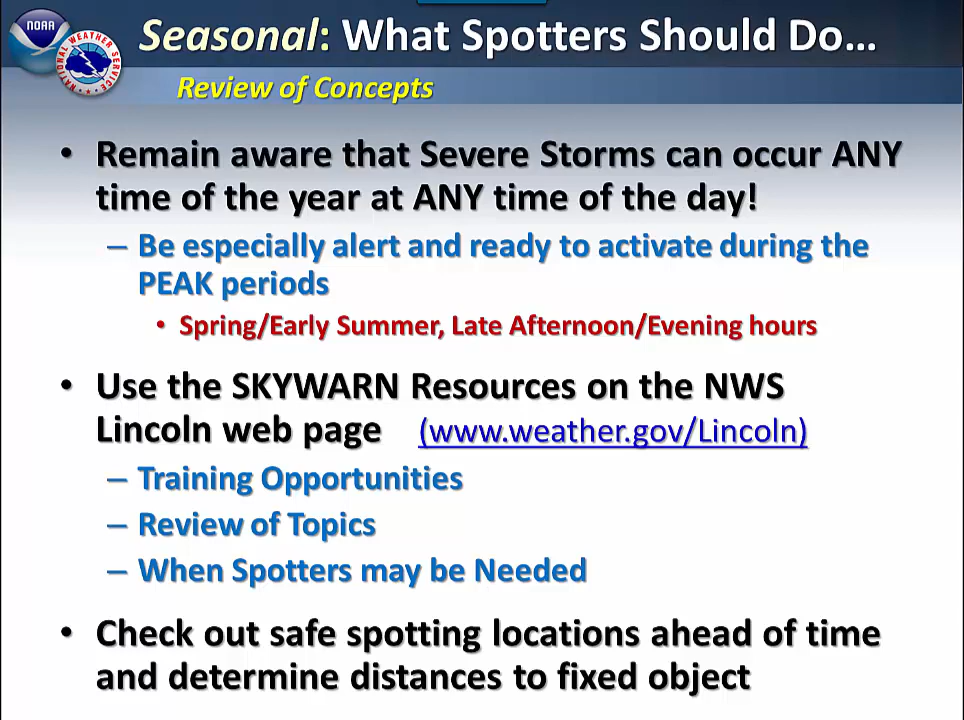 NOAA
NATIONAL WEATHER SERVICE
Seasonal: What Spotters Should Do…
Review of Concepts
• Remain aware that Severe Storms can occur ANY
time of the year at ANY time of the day!
– Be especially alert and ready to activate during the
PEAK periods
• Spring/Early Summer, Late Afternoon/Evening hours
• Use the SKYWARN Resources on the NWS
Lincoln web page (www.weather.gov/Lincoln)
– Training Opportunities
– Review of Topics
– When Spotters may be Needed
• Check out safe spotting locations ahead of time
and determine distances to fixed object